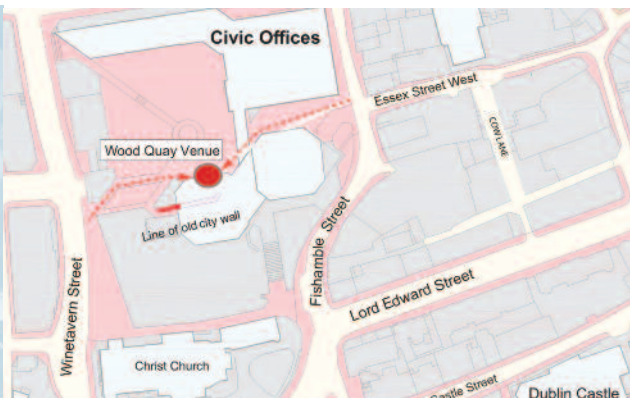 Civic Offices
Essex Street West
COW LANE
Wood Quay Venue
Line of old city wall
Fishamble Street
Winetavern Street
Lord Edward Street
Christ Church
Castle Street
Dublin Castle